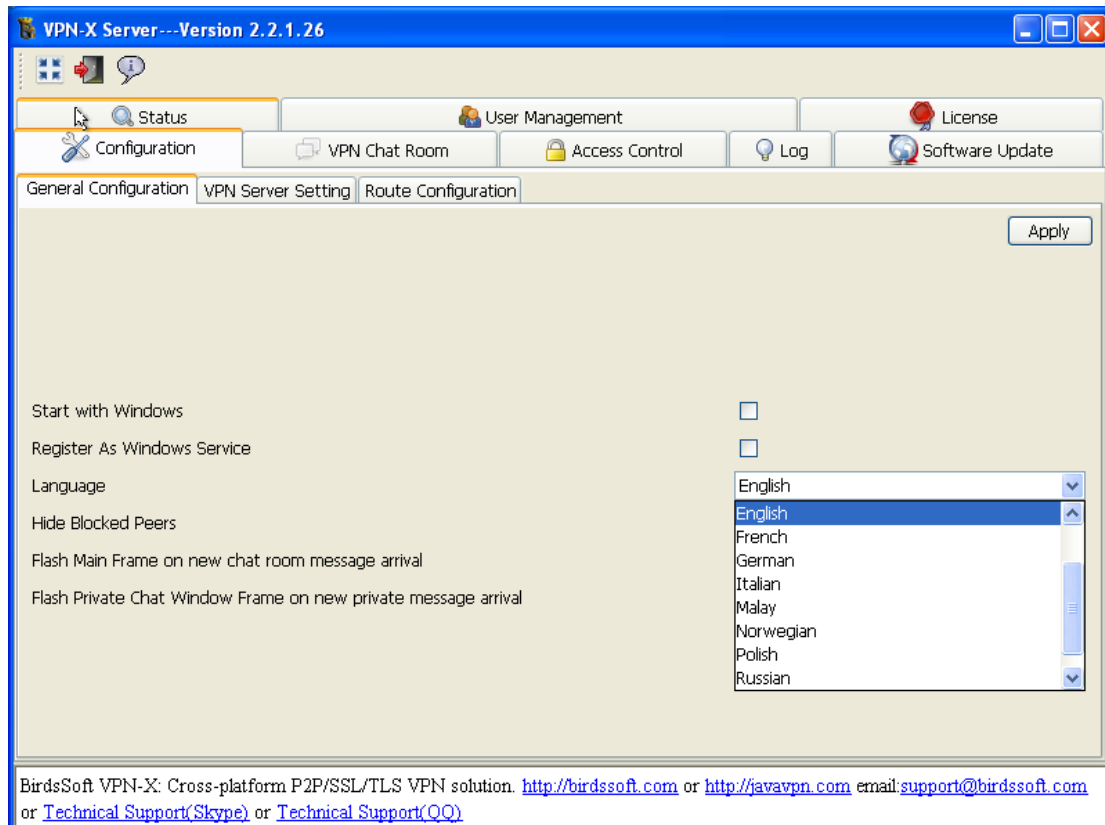 VPN-X Server---Version 2.2.1.26
Status
User Management
License
Configuration
VPN Chat Room
Access Control
Log
Software Update
General Configuration
VPN Server Setting
Route Configuration
Apply
Start with Windows
Register As Windows Service
Language
English
Hide Blocked Peers
Flash Main Frame on new chat room message arrival
Flash Private Chat Window Frame on new private message arrival
English
French
German
Italian
Malay
Norwegian
Polish
Russian
BirdsSoft VPN-X: Cross-platform P2P/SSL/TLS VPN solution. http://birdssoft.com or http://javavpn.com email:support@birdssoft.com
or Technical Support(Skype) or Technical Support(QQ)